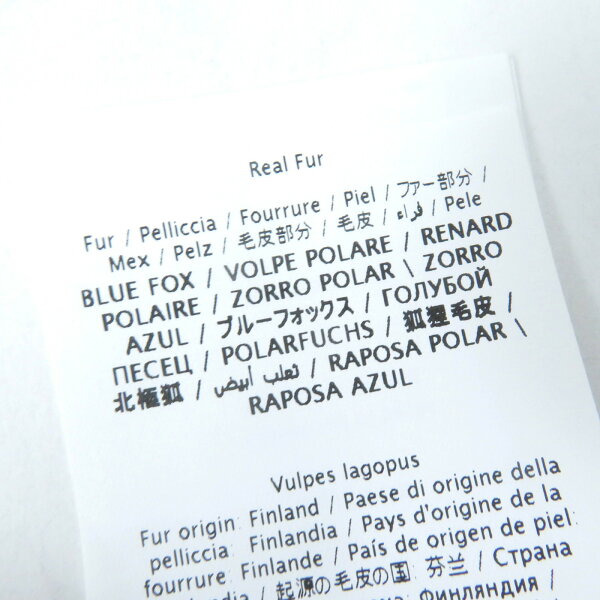 Real Fur
Fur / Pelliccia / Fourrure / Piel / ファー部分 /
Mex / Pelz / 毛皮部分 / 毛皮 / فراء / Pele
BLUE FOX / VOLPE POLARE / RENARD
POLAIRE / ZORRO POLAR \ ZORRO
AZUL / ブルーフォックス / ГОЛУБОЙ
ПЕСЕЦ / POLARFUCHS / 狐狸毛皮 /
北極狐 / ثعلب أبيض / RAPOSA POLAR \
RAPOSA AZUL
Vulpes lagopus
Fur origin: Finland / Paese di origine della
pelliccia: Finlandia / Pays d'origine de la
fourrure: Finlande / País de origen de piel:
/ 起源の毛皮の国: 芬兰 / Страна
Финляндия /